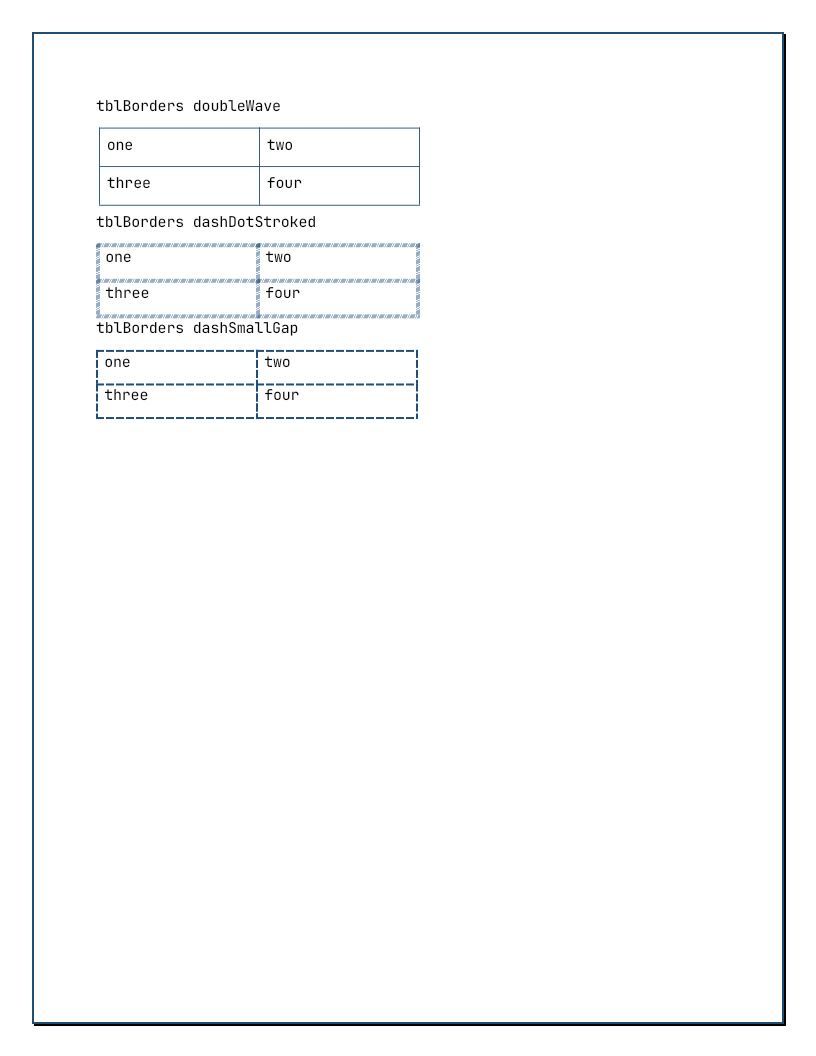 tblBorders doubleWave
one two
three four
tblBorders dashDotStroked
one two
three four
tblBorders dashSmallGap
one two
three four